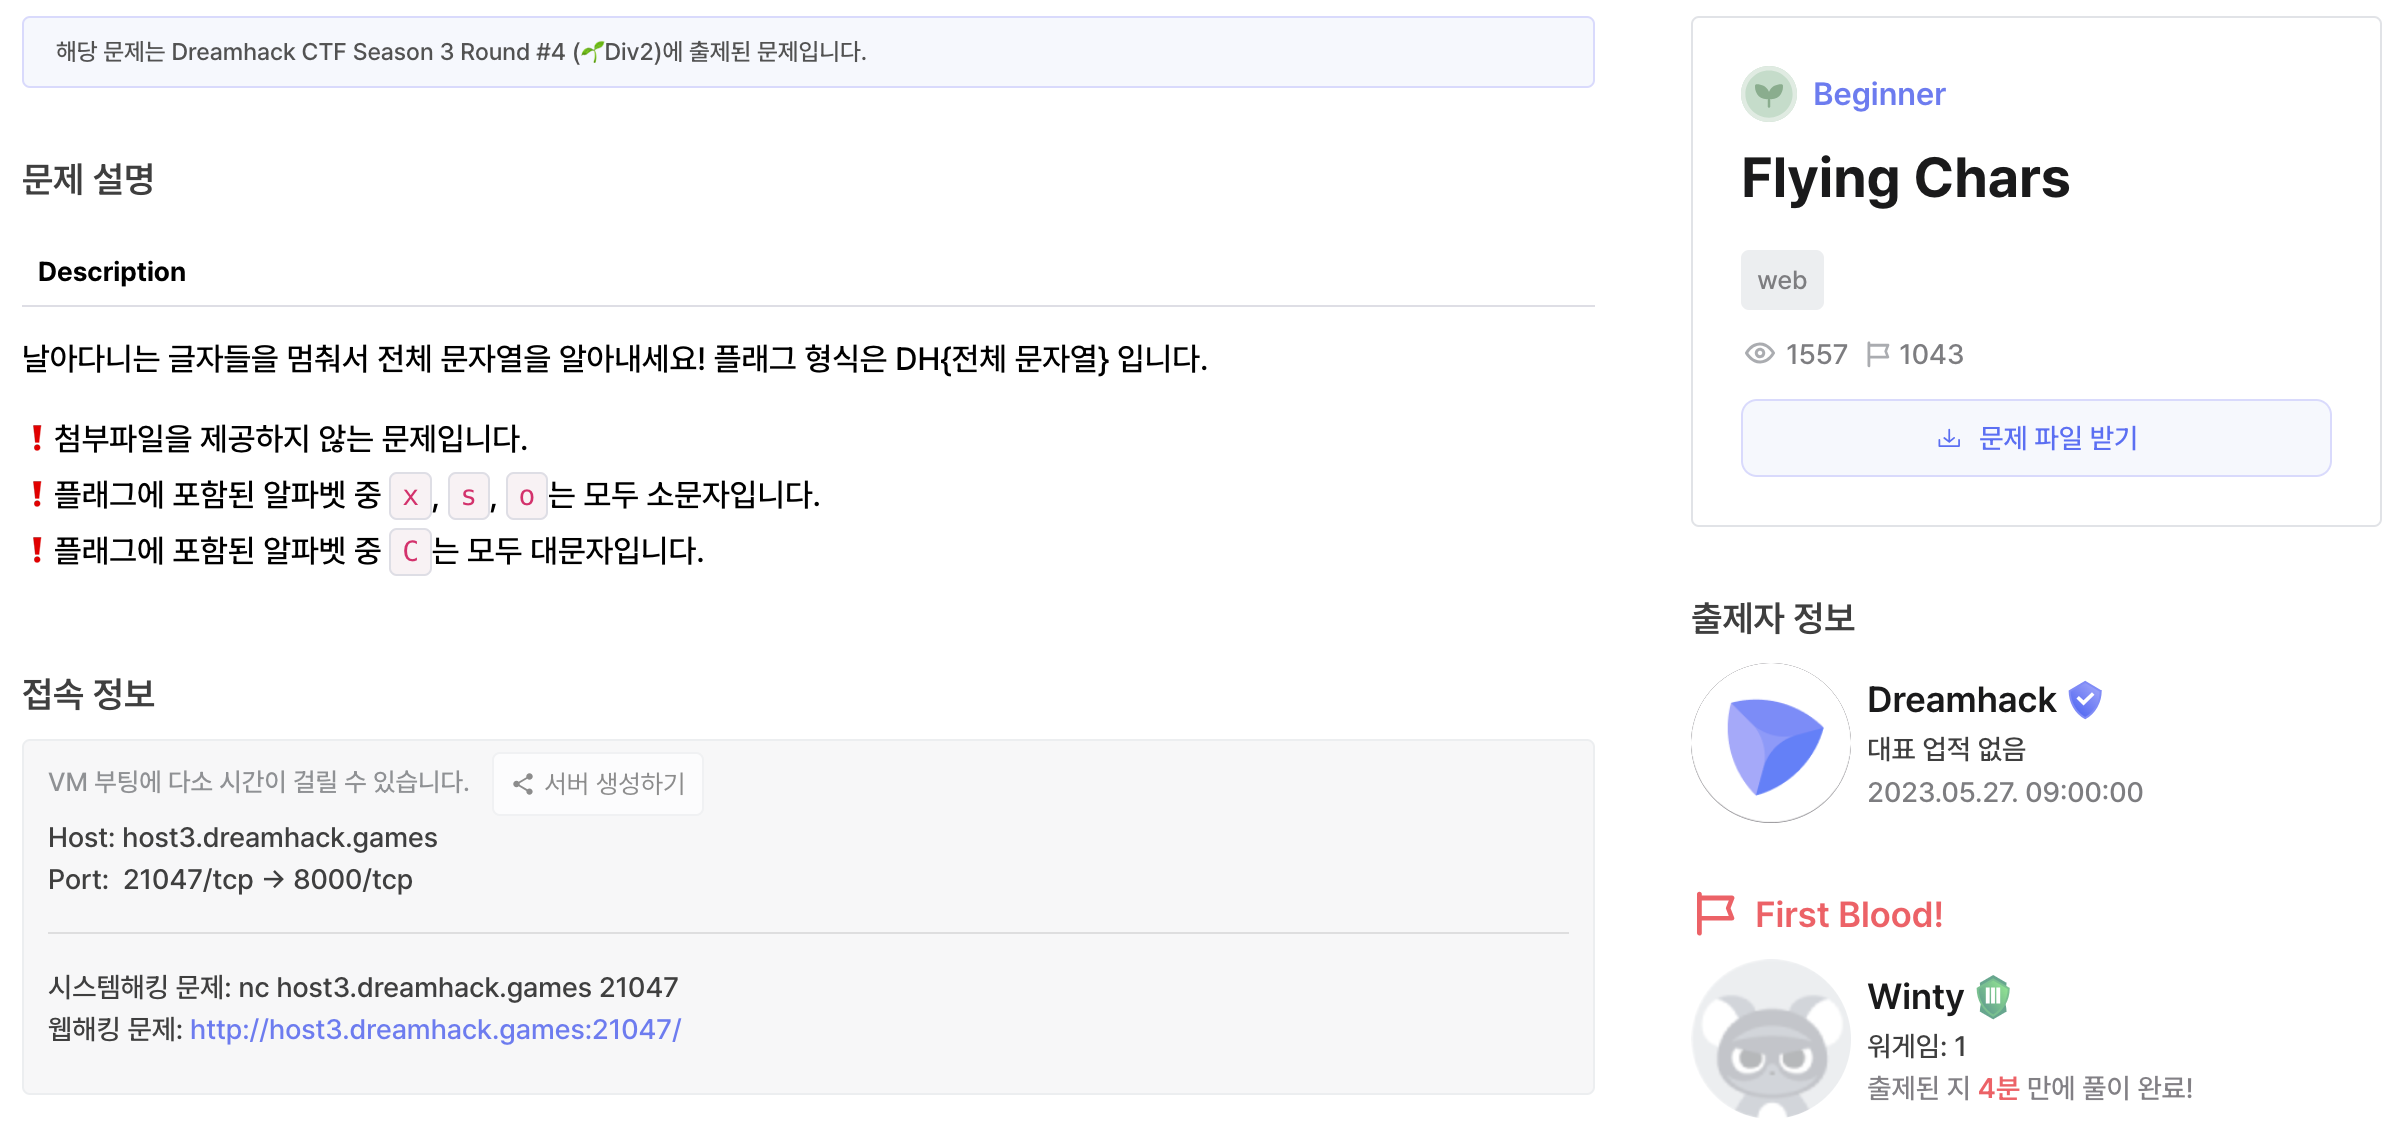 해당 문제는 Dreamhack CTF Season 3 Round #4 (🌱Div2)에 출제된 문제입니다.
문제 설명
Description
날아다니는 글자들을 멈춰서 전체 문자열을 알아내세요! 플래그 형식은 DH{전체 문자열} 입니다.
❗첨부파일을 제공하지 않는 문제입니다.
❗플래그에 포함된 알파벳 중 x, s, o는 모두 소문자입니다.
❗플래그에 포함된 알파벳 중 C는 모두 대문자입니다.
접속 정보
VM 부팅에 다소 시간이 걸릴 수 있습니다. 서버 생성하기
Host: host3.dreamhack.games
Port: 21047/tcp → 8000/tcp
시스템해킹 문제: nc host3.dreamhack.games 21047
웹해킹 문제: http://host3.dreamhack.games:21047/
Beginner
Flying Chars
web
1557 1043
문제 파일 받기
출제자 정보
Dreamhack
대표 업적 없음
2023.05.27. 09:00:00
First Blood!
Winty
워게임: 1
출제된 지 4분 만에 풀이 완료!